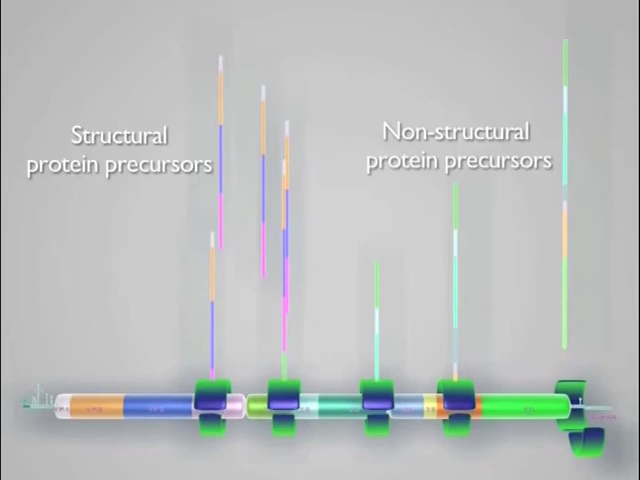 Structural
protein precursors
Non-structural
protein precursors